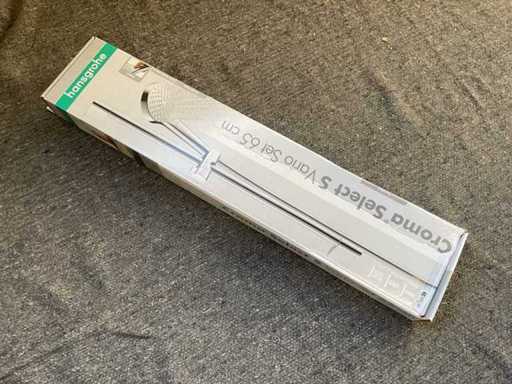 hansgrohe
Croma Select S Vario Set 65 cm